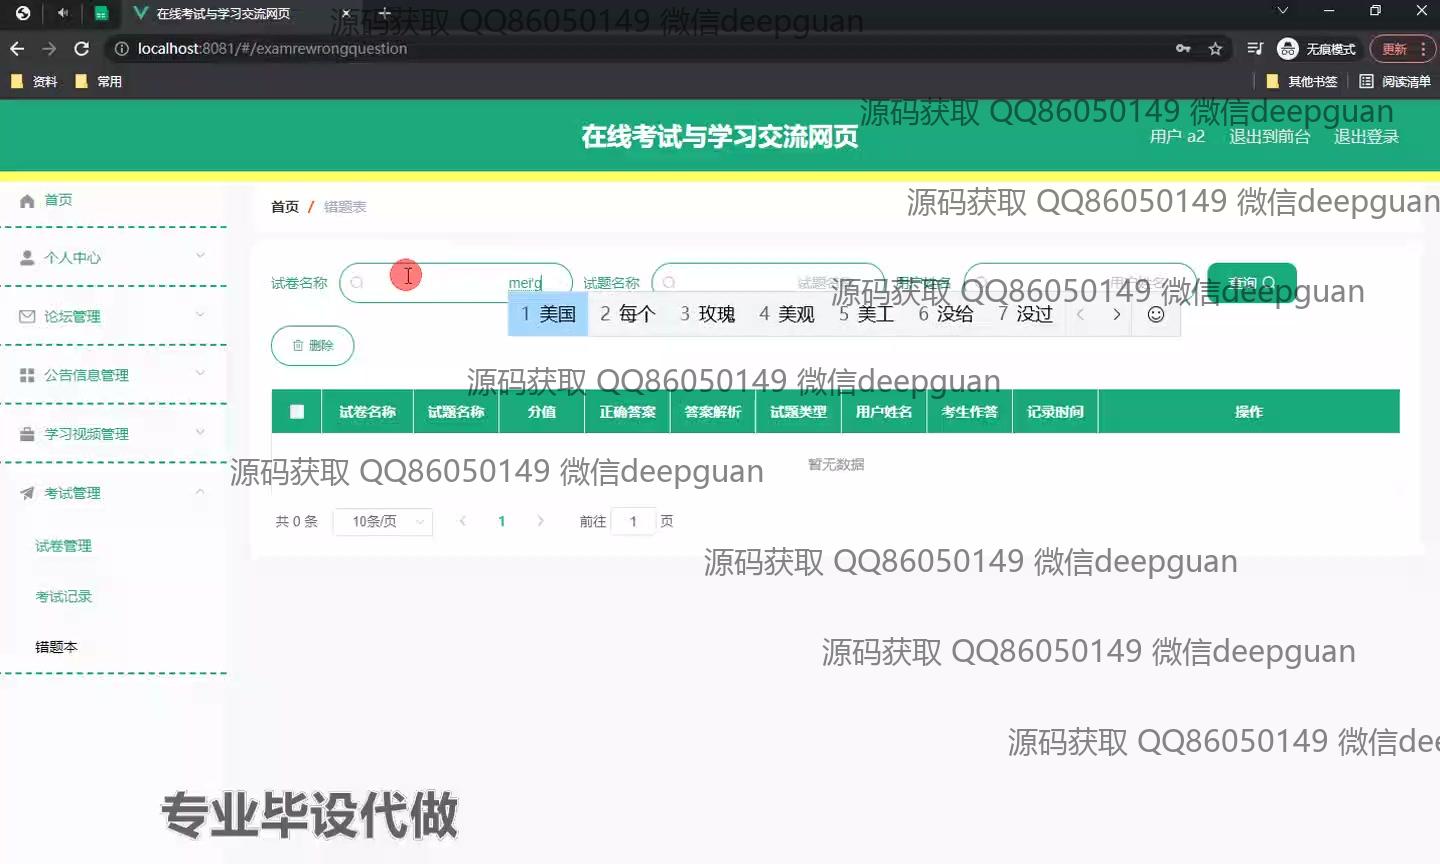 在线考试与学习交流网页
源码获取 QQ86050149 微信deepguan
localhost:8081/#/examrewrongquestion
无痕模式
更新
资料
常用
其他书签
阅读清单
源码获取 QQ86050149 微信deepguan
在线考试与学习交流网页
用户 a2
退出到前台
退出登录
首页
首页 / 错题表
源码获取 QQ86050149 微信deepguan
个人中心
试卷名称
mei'g
试题名称
试题名称
用户姓名
用户姓名
查询
源码获取 QQ86050149 微信deepguan
1 美国 2 每个 3 玫瑰 4 美观 5 美工 6 没给 7 没过
论坛管理
删除
公告信息管理
源码获取 QQ86050149 微信deepguan
试卷名称 试题名称 分值 正确答案 答案解析 试题类型 用户姓名 考生作答 记录时间 操作
学习视频管理
暂无数据
源码获取 QQ86050149 微信deepguan
考试管理
共 0 条 10条/页 1 前往 1 页
试卷管理
源码获取 QQ86050149 微信deepguan
考试记录
错题本
源码获取 QQ86050149 微信deepguan
源码获取 QQ86050149 微信dee
专业毕设代做